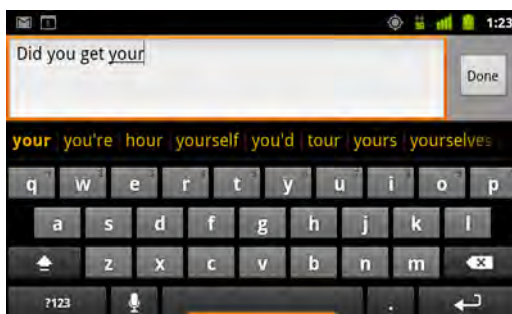 1:23
Did you get your
Done
your you're hour yourself you'd tour yours yourselves
q w e r t y u i o p
a s d f g h j k l
z x c v b n m
?123 .